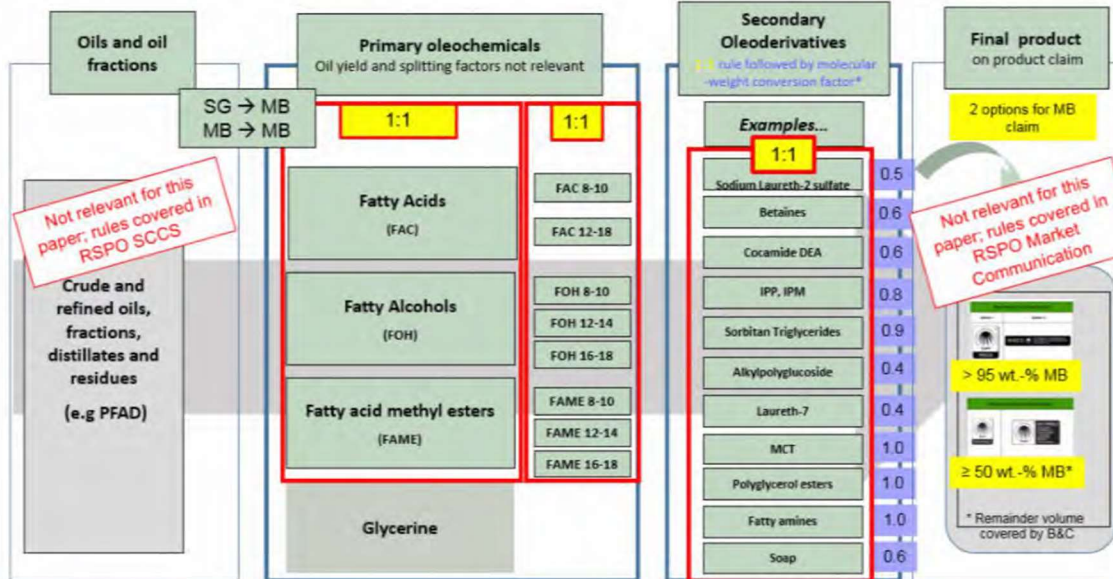 Oils and oil
fractions
SG → MB
MB → MB
Not relevant for this
paper; rules covered in
RSPO SCCS
Crude and
refined oils,
fractions,
distillates and
residues
(e.g PFAD)
Primary oleochemicals
Oil yield and splitting factors not relevant
1:1
1:1
Fatty Acids
(FAC)
FAC 8-10
FAC 12-18
Fatty Alcohols
(FOH)
FOH 8-10
FOH 12-14
FOH 16-18
Fatty acid methyl esters
(FAME)
FAME 8-10
FAME 12-14
FAME 16-18
Glycerine
Secondary
Oleoderivatives
1:1 rule followed by molecular
-weight conversion factor*
Examples...
1:1
Sodium Laureth-2 sulfate 0.5
Betaines 0.6
Cocamide DEA 0.6
IPP, IPM 0.8
Sorbitan Triglycerides 0.9
Alkylpolyglucoside 0.4
Laureth-7 0.4
MCT 1.0
Polyglycerol esters 1.0
Fatty amines 1.0
Soap 0.6
Final product
on product claim
2 options for MB
claim
Not relevant for this
paper; rules covered in
RSPO Market
Communication
> 95 wt.-% MB
≥ 50 wt.-% MB*
* Remainder volume
covered by B&C